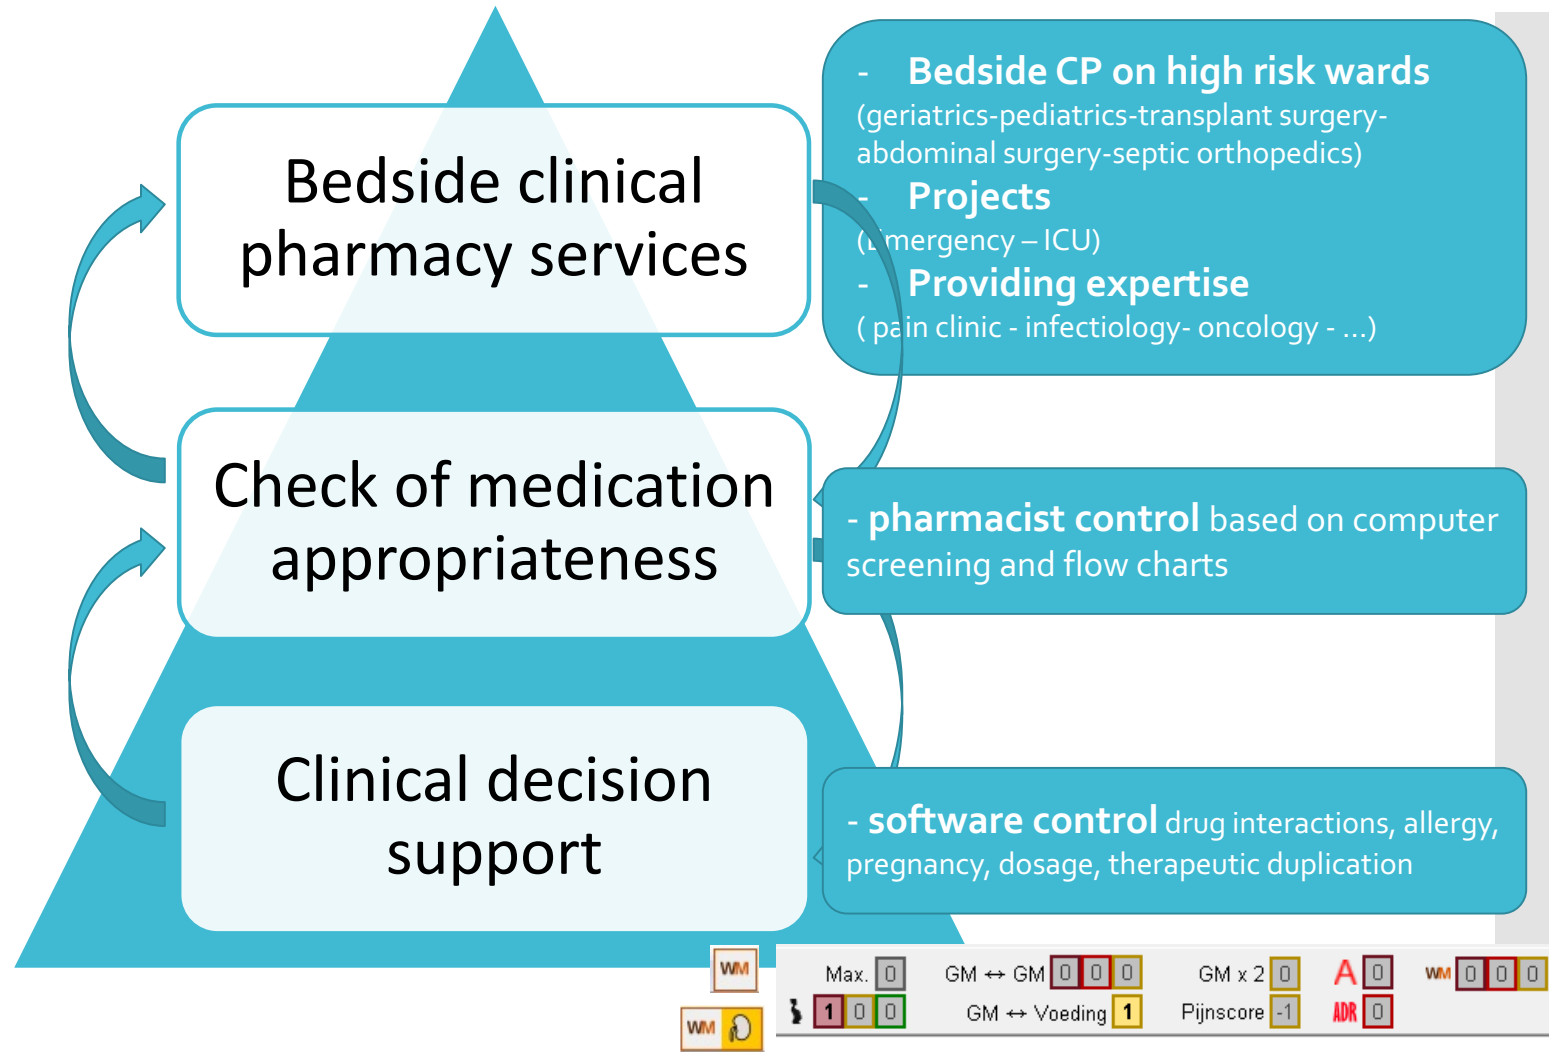 Bedside clinical
pharmacy services
- Bedside CP on high risk wards
(geriatrics-pediatrics-transplant surgery-
abdominal surgery-septic orthopedics)
- Projects
(Emergency – ICU)
- Providing expertise
( pain clinic - infectiology- oncology - ...)
Check of medication
appropriateness
- pharmacist control based on computer
screening and flow charts
Clinical decision
support
- software control drug interactions, allergy,
pregnancy, dosage, therapeutic duplication
WM
WM
Max. 0 GM ↔ GM 0 0 0 GM x 2 0 A 0 WM 0 0 0
1 0 0 GM ↔ Voeding 1 Pijnscore -1 ADR 0